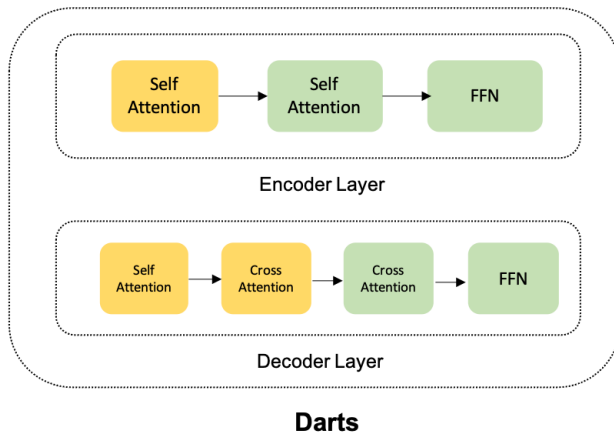 Self
Attention
Self
Attention
FFN
Encoder Layer
Self
Attention
Cross
Attention
Cross
Attention
FFN
Decoder Layer
Darts